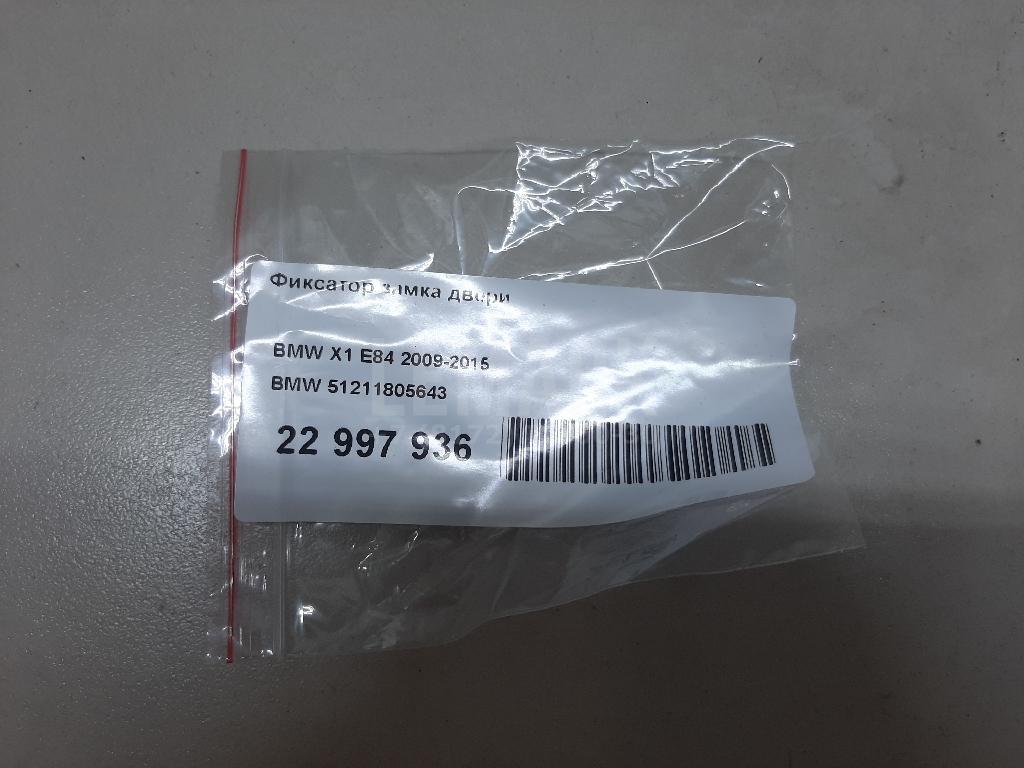 Фиксатор замка двери
BMW X1 E84 2009-2015
BMW 51211805643
22 997 936